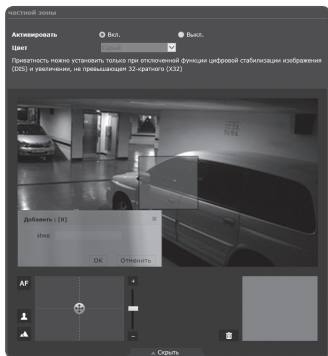 частной зоны
Активировать Вкл. Выкл.
Цвет Серый
Приватность можно установить только при отключенной функции цифровой стабилизации изображения
(DIS) и увеличении, не превышающем 32-кратного (X32)
Добавить : [0]
Имя
OK Отменить
AF
+
-
Скрыть